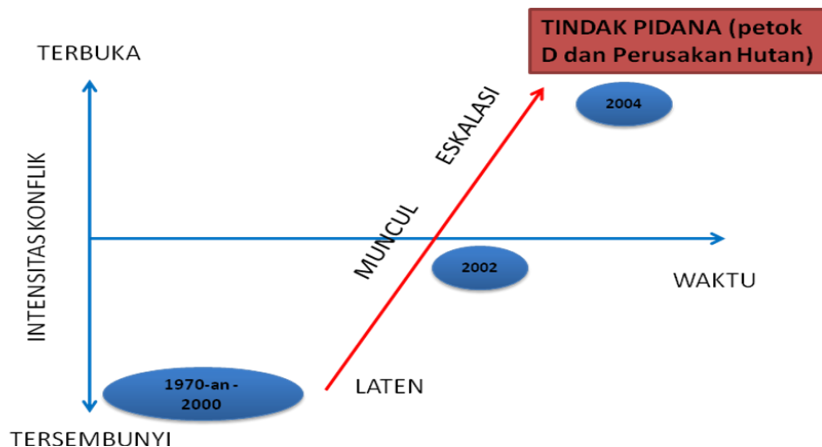 TINDAK PIDANA (petok
D dan Perusakan Hutan)
TERBUKA
2004
ESKALASI
INTENSITAS KONFLIK
MUNCUL
2002
WAKTU
1970-an -
2000
LATEN
TERSEMBUNYI